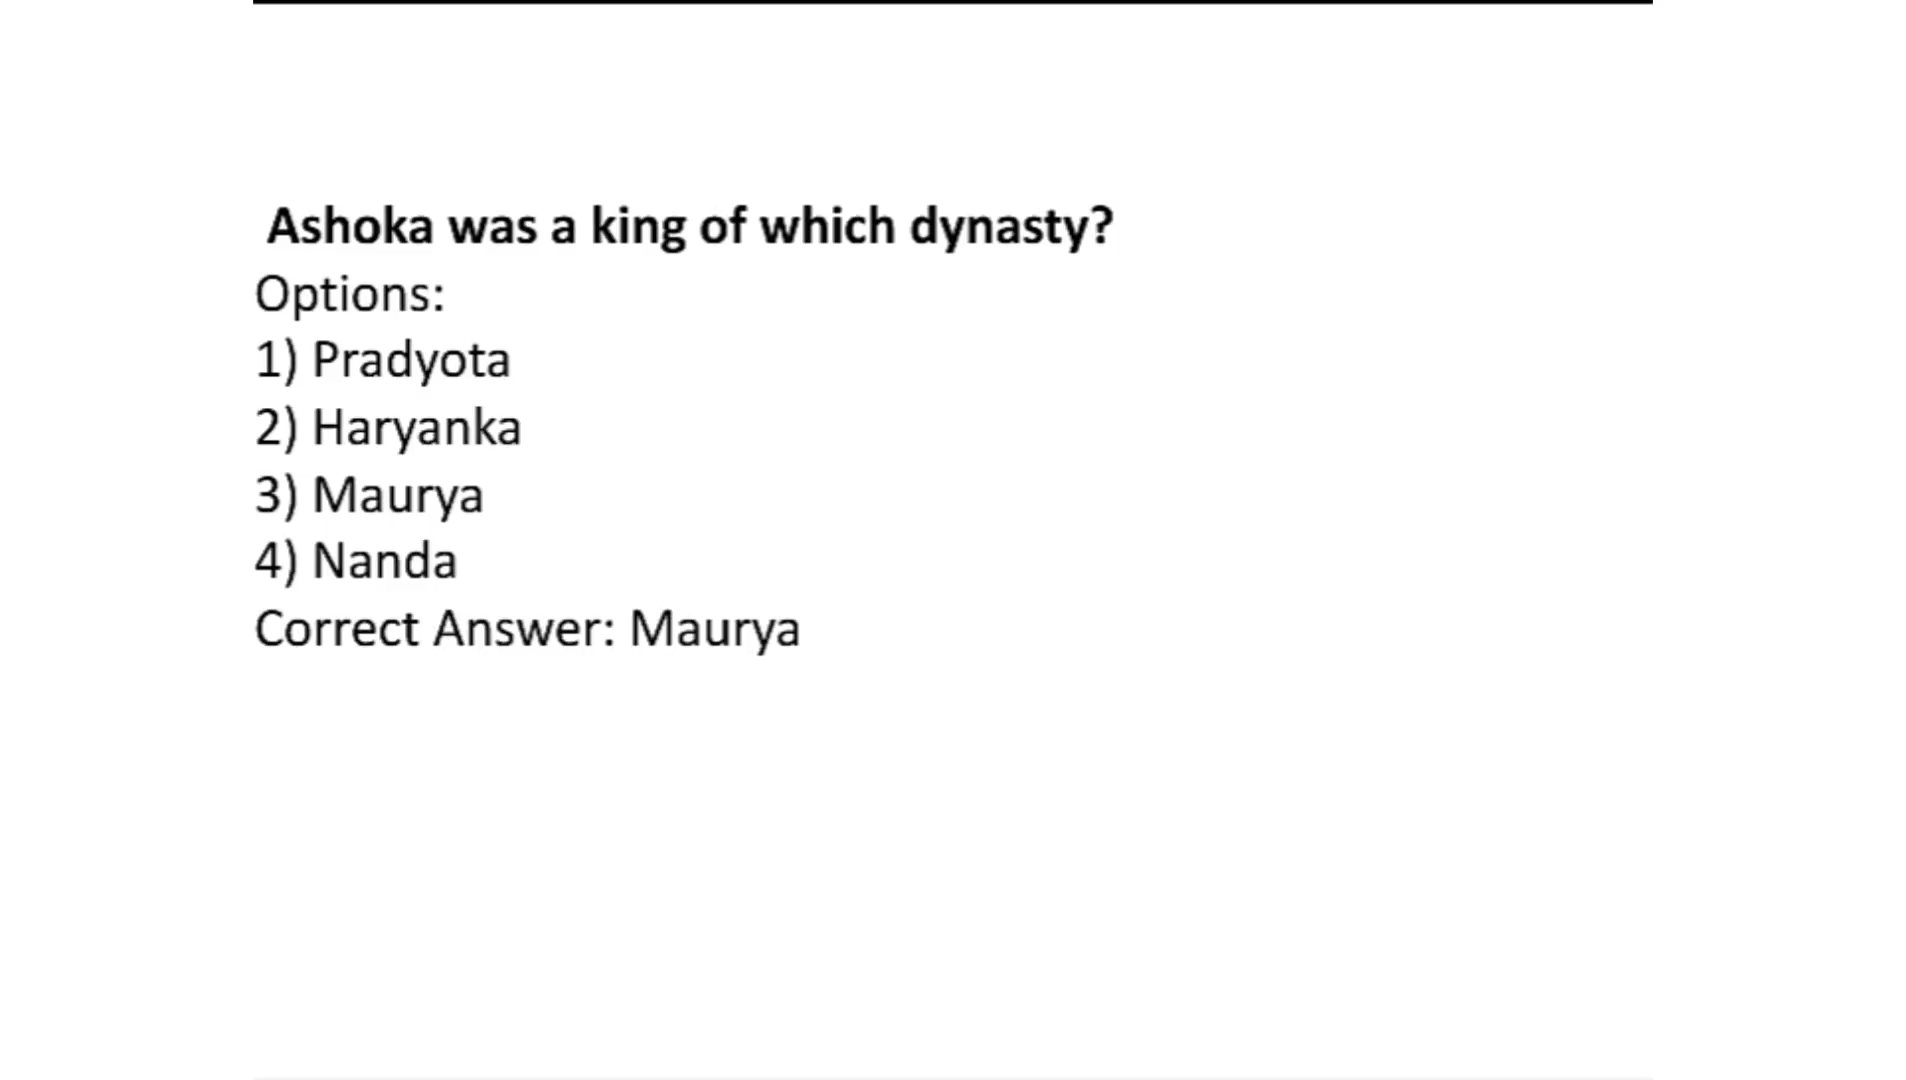 Ashoka was a king of which dynasty?
Options:
1) Pradyota
2) Haryanka
3) Maurya
4) Nanda
Correct Answer: Maurya